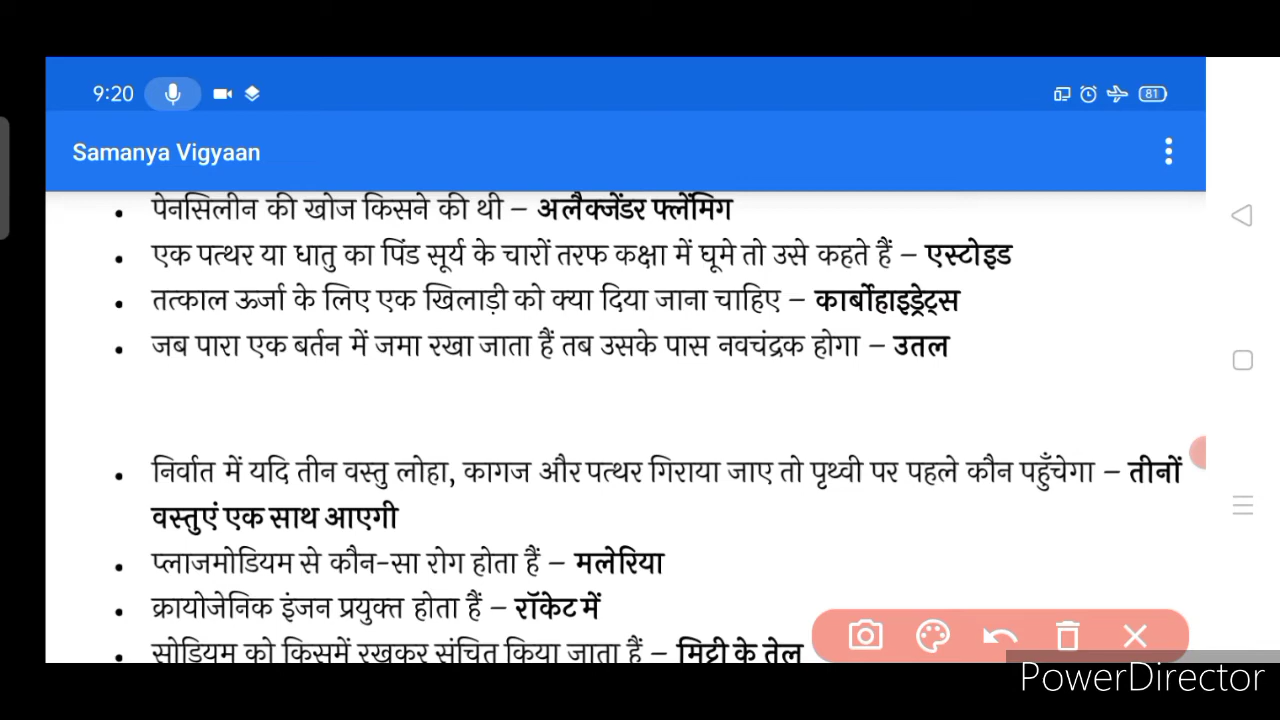 9:20
81
Samanya Vigyaan
• पेनसिलीन की खोज किसने की थी – अलैक्जेंडर फ्लेमिंग
• एक पत्थर या धातु का पिंड सूर्य के चारों तरफ कक्षा में घूमे तो उसे कहते हैं – एस्टोइड
• तत्काल ऊर्जा के लिए एक खिलाड़ी को क्या दिया जाना चाहिए – कार्बोहाइड्रेट्स
• जब पारा एक बर्तन में जमा रखा जाता हैं तब उसके पास नवचंद्रक होगा – उतल
• निर्वात में यदि तीन वस्तु लोहा, कागज और पत्थर गिराया जाए तो पृथ्वी पर पहले कौन पहुँचेगा – तीनों
वस्तुएं एक साथ आएगी
• प्लाजमोडियम से कौन-सा रोग होता हैं – मलेरिया
• क्रायोजेनिक इंजन प्रयुक्त होता हैं – रॉकेट में
• सोडियम को किसमें रखकर संचित किया जाता हैं – मिट्टी के तेल
PowerDirector